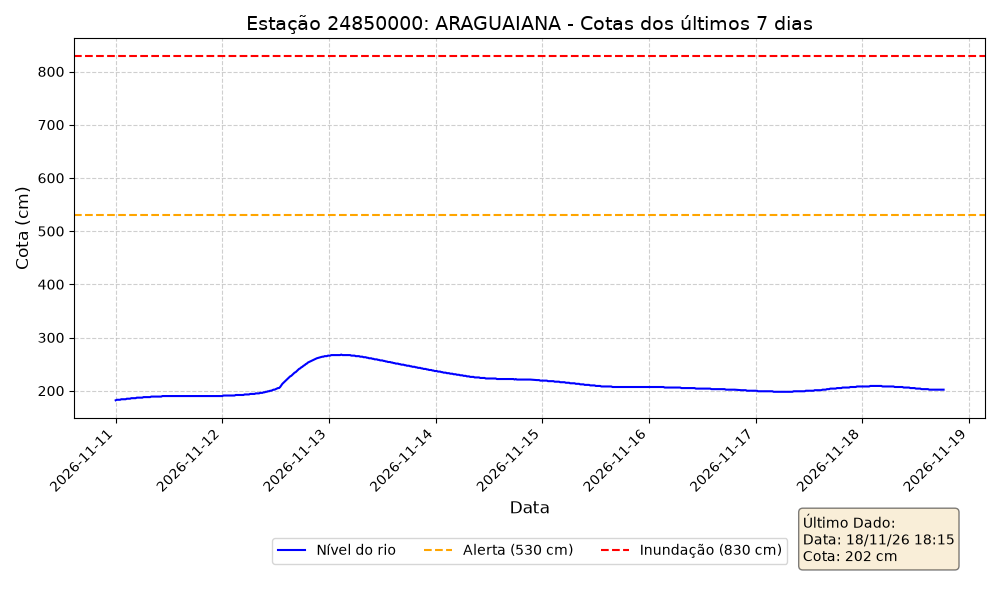 Estação 24850000: ARAGUAIANA - Cotas dos últimos 7 dias
Cota (cm)
800
700
600
500
400
300
200
2026-11-11
2026-11-12
2026-11-13
2026-11-14
2026-11-15
2026-11-16
2026-11-17
2026-11-18
2026-11-19
Data
Nível do rio
Alerta (530 cm)
Inundação (830 cm)
Último Dado:
Data: 18/11/26 18:15
Cota: 202 cm